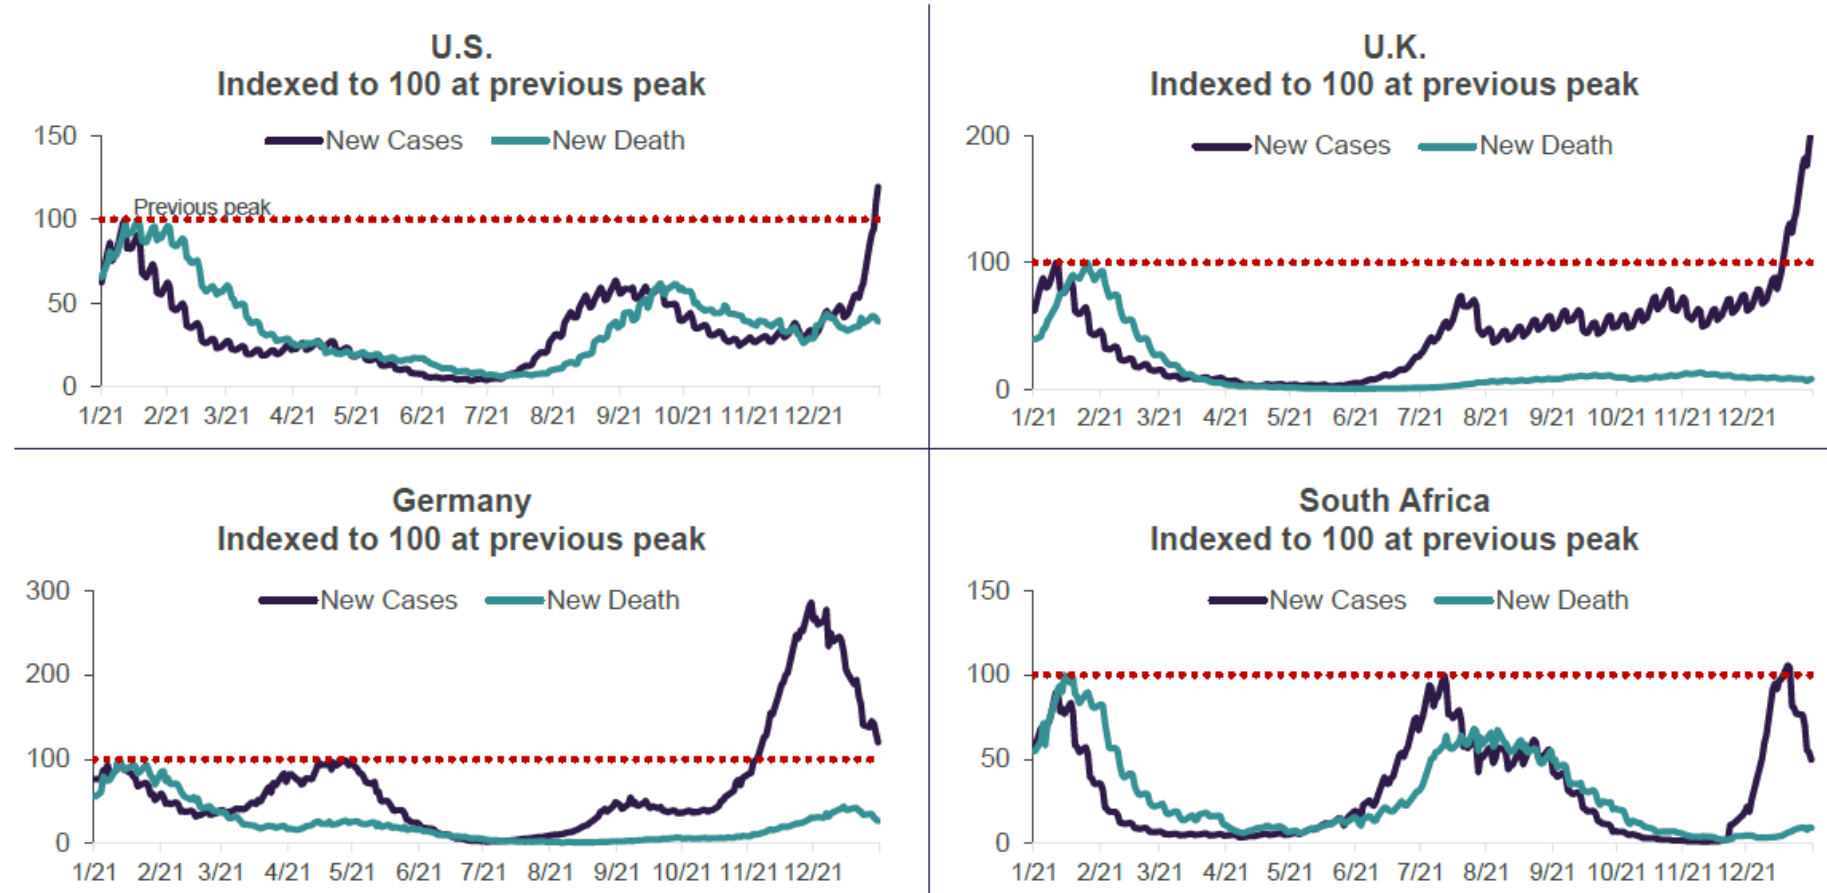 U.S.
Indexed to 100 at previous peak
New Cases New Death
150
Previous peak
100
50
0
1/21 2/21 3/21 4/21 5/21 6/21 7/21 8/21 9/21 10/21 11/21 12/21
U.K.
Indexed to 100 at previous peak
New Cases New Death
200
100
0
1/21 2/21 3/21 4/21 5/21 6/21 7/21 8/21 9/21 10/21 11/21 12/21
Germany
Indexed to 100 at previous peak
New Cases New Death
300
200
100
0
1/21 2/21 3/21 4/21 5/21 6/21 7/21 8/21 9/21 10/21 11/21 12/21
South Africa
Indexed to 100 at previous peak
New Cases New Death
150
100
50
0
1/21 2/21 3/21 4/21 5/21 6/21 7/21 8/21 9/21 10/21 11/21 12/21